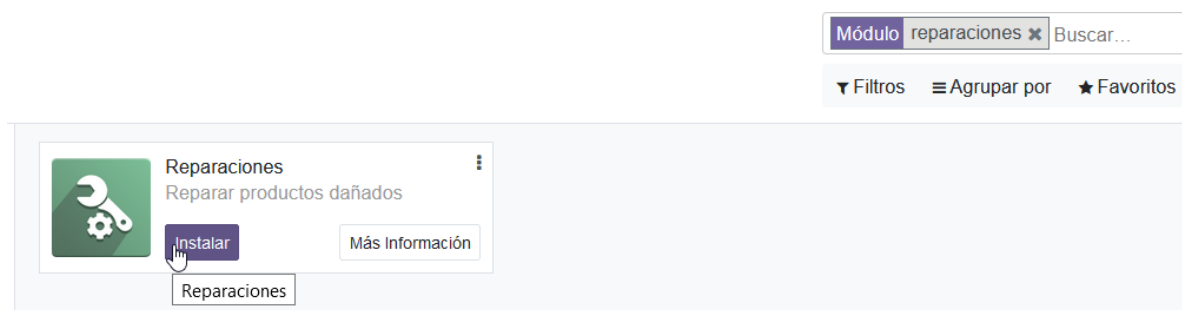 Módulo reparaciones Buscar...
Filtros Agrupar por Favoritos
Reparaciones
Reparar productos dañados
Instalar Más Información
Reparaciones